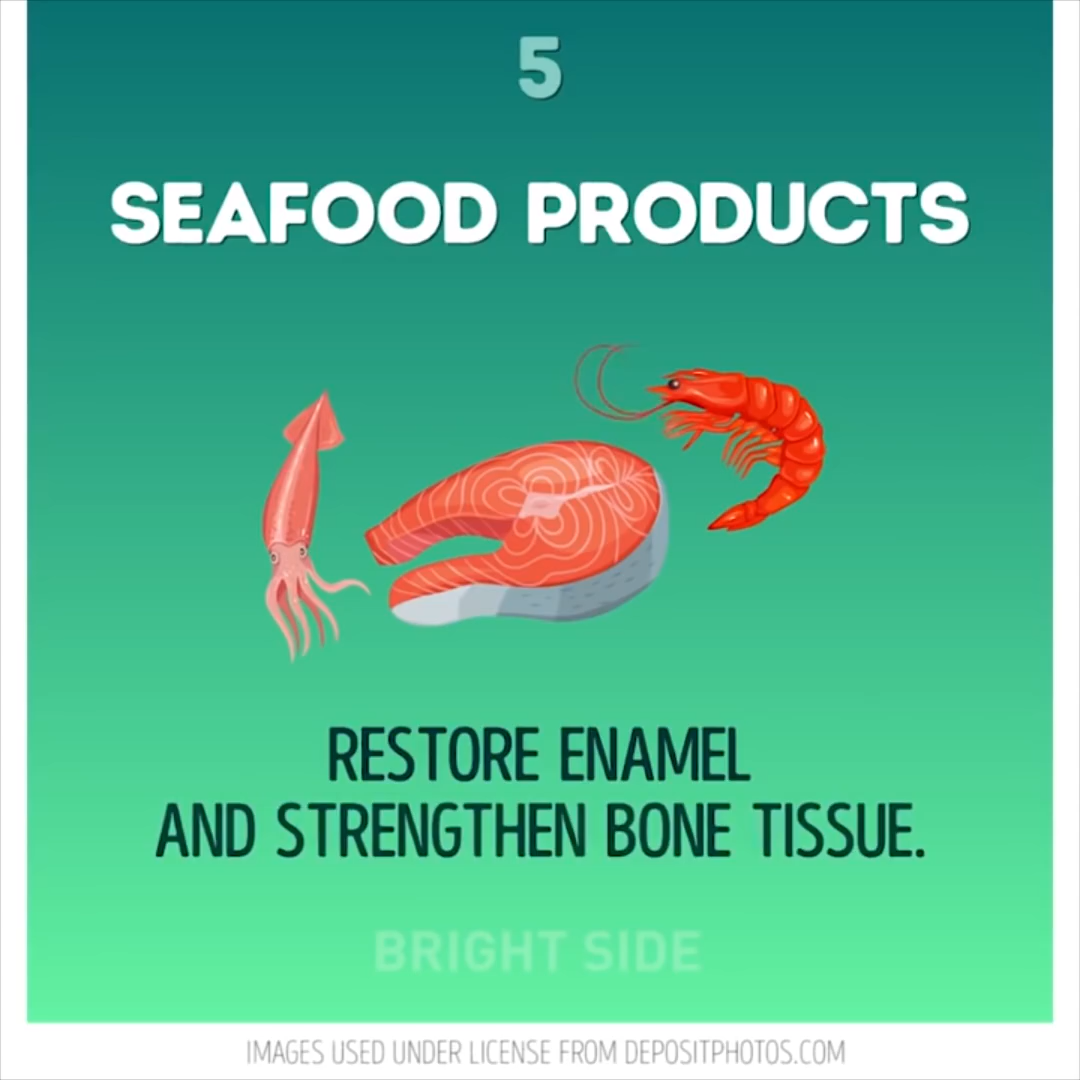 5
SEAFOOD PRODUCTS
RESTORE ENAMEL
AND STRENGTHEN BONE TISSUE.
BRIGHT SIDE
IMAGES USED UNDER LICENSE FROM DEPOSITPHOTOS.COM